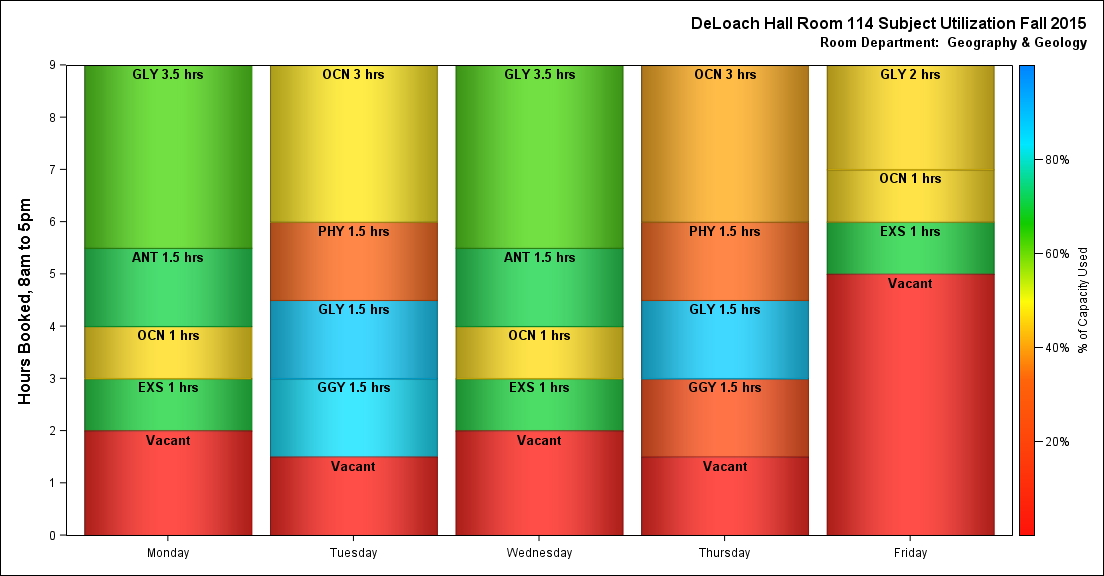 DeLoach Hall Room 114 Subject Utilization Fall 2015
Room Department: Geography & Geology
Hours Booked, 8am to 5pm
9
8
7
6
5
4
3
2
1
0
GLY 3.5 hrs
ANT 1.5 hrs
OCN 1 hrs
EXS 1 hrs
Vacant
OCN 3 hrs
PHY 1.5 hrs
GLY 1.5 hrs
GGY 1.5 hrs
Vacant
GLY 3.5 hrs
ANT 1.5 hrs
OCN 1 hrs
EXS 1 hrs
Vacant
OCN 3 hrs
PHY 1.5 hrs
GLY 1.5 hrs
GGY 1.5 hrs
Vacant
GLY 2 hrs
OCN 1 hrs
EXS 1 hrs
Vacant
Monday
Tuesday
Wednesday
Thursday
Friday
80%
60%
40%
20%
% of Capacity Used